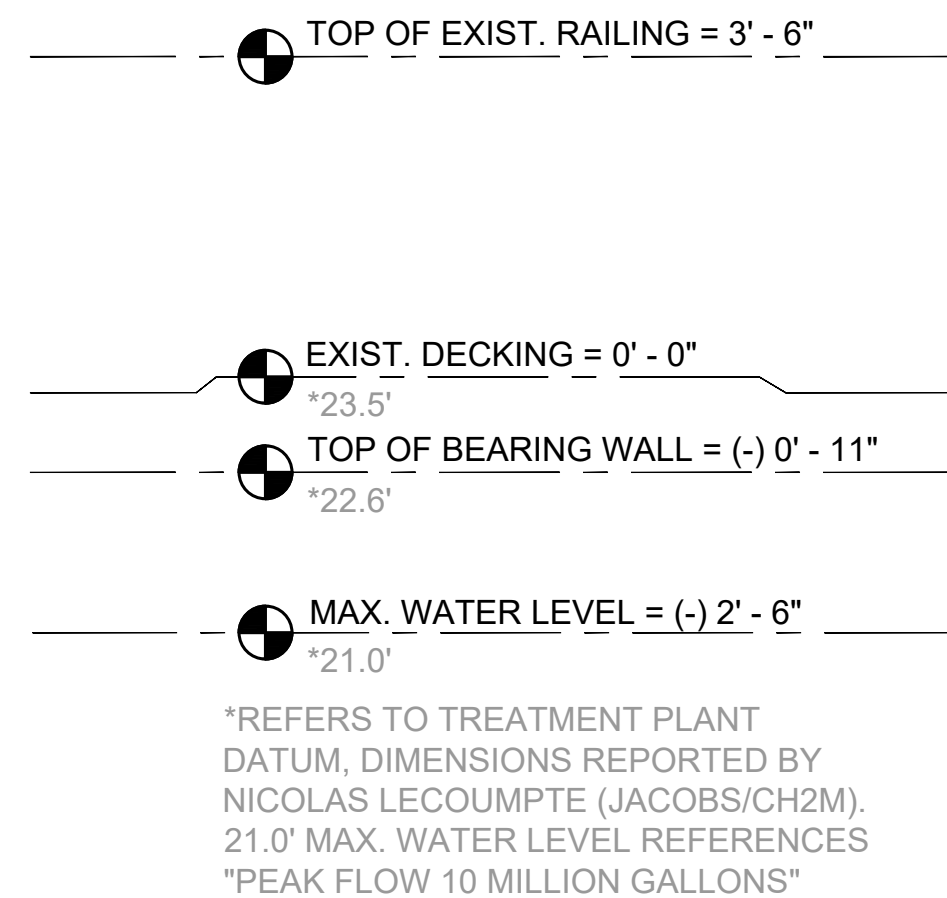 TOP OF EXIST. RAILING = 3' - 6"
EXIST. DECKING = 0' - 0"
*23.5'
TOP OF BEARING WALL = (-) 0' - 11"
*22.6'
MAX. WATER LEVEL = (-) 2' - 6"
*21.0'
*REFERS TO TREATMENT PLANT
DATUM, DIMENSIONS REPORTED BY
NICOLAS LECOUMPTE (JACOBS/CH2M).
21.0' MAX. WATER LEVEL REFERENCES
"PEAK FLOW 10 MILLION GALLONS"